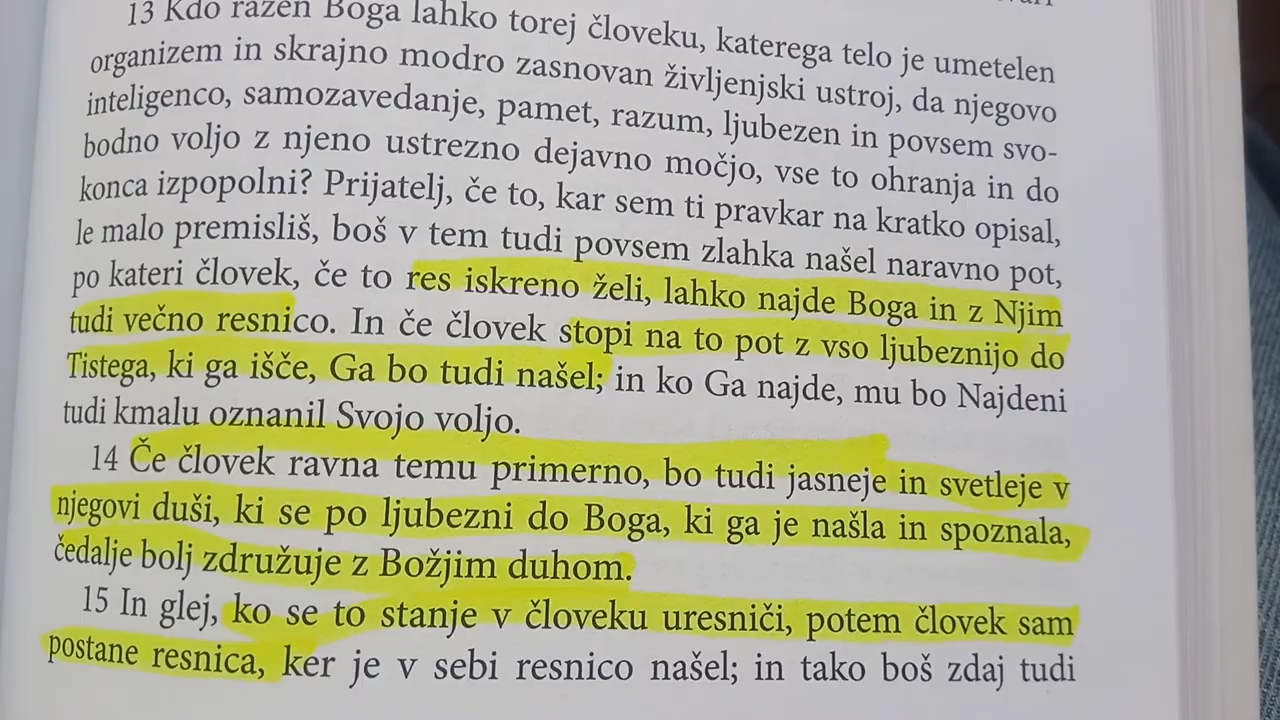 13 Kdo razen Boga lahko torej človeku, katerega telo je umetelen
organizem in skrajno modro zasnovan življenjski ustroj, da njegovo
inteligenco, samozavedanje, pamet, razum, ljubezen in povsem svo-
bodno voljo z njeno ustrezno dejavno močjo, vse to ohranja in do
konca izpopolni? Prijatelj, če to, kar sem ti pravkar na kratko opisal,
le malo premisliš, boš v tem tudi povsem zlahka našel naravno pot,
po kateri človek, če to res iskreno želi, lahko najde Boga in z Njim
tudi večno resnico. In če človek stopi na to pot z vso ljubeznijo do
Tistega, ki ga išče, Ga bo tudi našel; in ko Ga najde, mu bo Najdeni
tudi kmalu oznanil Svojo voljo.
14 Če človek ravna temu primerno, bo tudi jasneje in svetleje v
njegovi duši, ki se po ljubezni do Boga, ki ga je našla in spoznala,
čedalje bolj združuje z Božjim duhom.
15 In glej, ko se to stanje v človeku uresniči, potem človek sam
postane resnica, ker je v sebi resnico našel; in tako boš zdaj tudi